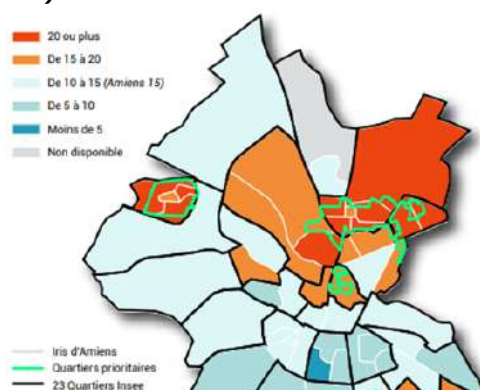 20 ou plus
De 15 à 20
De 10 à 15 (Amiens 15)
De 5 à 10
Moins de 5
Non disponible
Iris d'Amiens
Quartiers prioritaires
23 Quartiers Insee